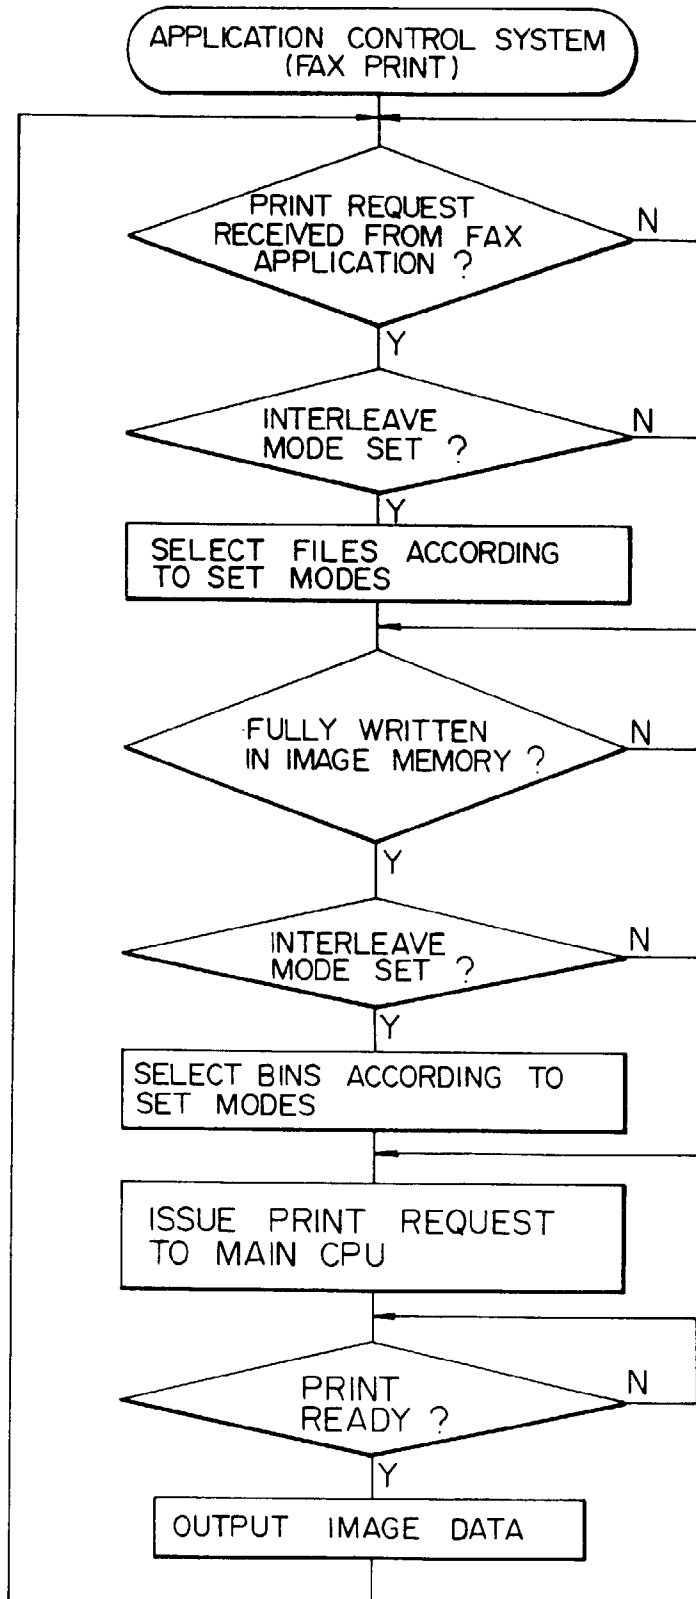 APPLICATION CONTROL SYSTEM
(FAX PRINT)
PRINT REQUEST
RECEIVED FROM FAX
APPLICATION ?
N
Y
INTERLEAVE
MODE SET ?
N
Y
SELECT FILES ACCORDING
TO SET MODES
FULLY WRITTEN
IN IMAGE MEMORY ?
N
Y
INTERLEAVE
MODE SET ?
N
Y
SELECT BINS ACCORDING TO
SET MODES
ISSUE PRINT REQUEST
TO MAIN CPU
PRINT
READY ?
N
Y
OUTPUT IMAGE DATA